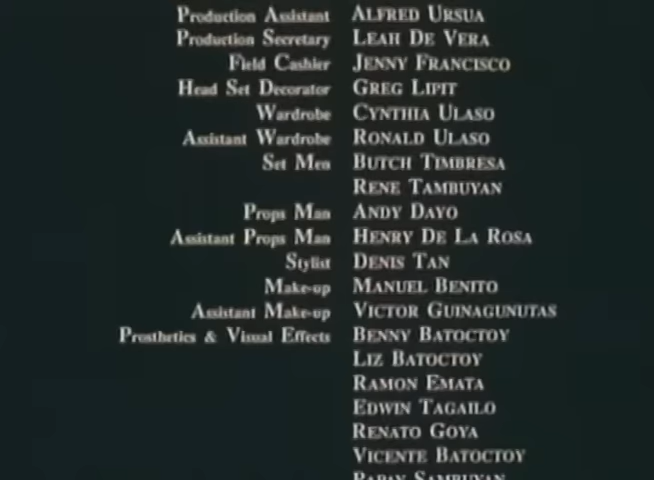 Production Assistant ALFRED URSUA
Production Secretary LEAH DE VERA
Field Cashier JENNY FRANCISCO
Head Set Decorator GREG LIPIT
Wardrobe CYNTHIA ULASO
Assistant Wardrobe RONALD ULASO
Set Men BUTCH TIMBRESA
RENE TAMBUYAN
Props Man ANDY DAYO
Assistant Props Man HENRY DE LA ROSA
Stylist DENIS TAN
Make-up MANUEL BENITO
Assistant Make-up VICTOR GUINAGUNUTAS
Prosthetics & Visual Effects BENNY BATOCTOY
LIZ BATOCTOY
RAMON EMATA
EDWIN TAGAILO
RENATO GOYA
VICENTE BATOCTOY